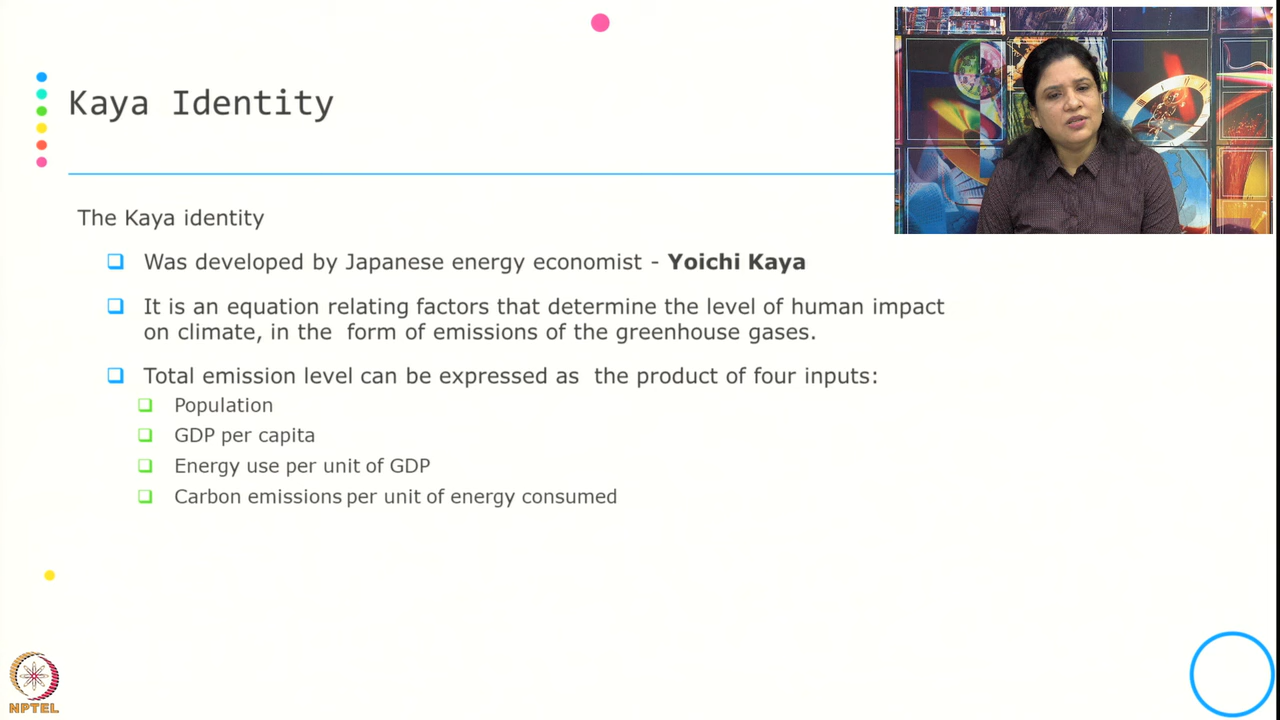 Kaya Identity
The Kaya identity
Was developed by Japanese energy economist - Yoichi Kaya
It is an equation relating factors that determine the level of human impact
on climate, in the  form of emissions of the greenhouse gases.
Total emission level can be expressed as  the product of four inputs:
Population
GDP per capita
Energy use per unit of GDP
Carbon emissions per unit of energy consumed
NPTEL